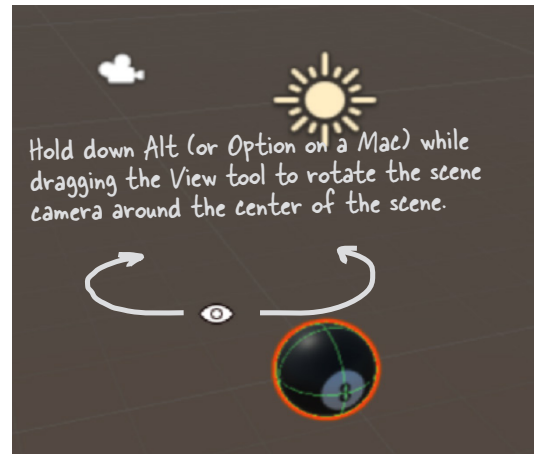 Hold down Alt (or Option on a Mac) while
dragging the View tool to rotate the scene
camera around the center of the scene.
8